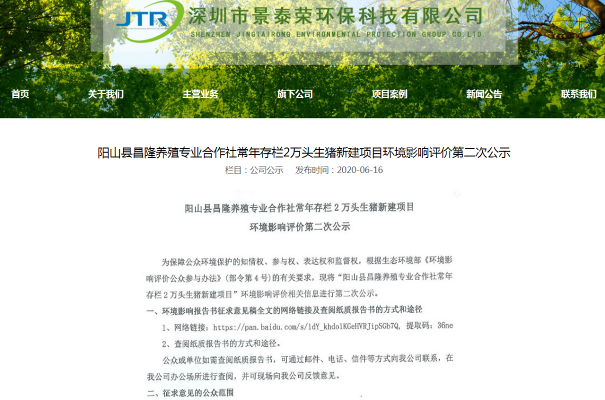 JTR
深圳市景泰荣环保科技有限公司
SHENZHEN JINGTAIRONG ENVIRONMENTAL PROTECTION GROUP CO.LTD
首页 关于我们 主营业务 旗下公司 项目案例 新闻公告 联系我们
阳山县昌隆养殖专业合作社常年存栏2万头生猪新建项目环境影响评价第二次公示
栏目：公司公示 发布时间：2020-06-16
阳山县昌隆养殖专业合作社常年存栏 2 万头生猪新建项目
环境影响评价第二次公示
为保障公众环境保护的知情权、参与权、表达权和监督权，根据生态环境部《环境影
响评价公众参与办法》（部令第 4 号）的有关要求，现将“阳山县昌隆养殖专业合作社常年
存栏 2 万头生猪新建项目”环境影响评价相关信息进行第二次公示。
一、环境影响报告书征求意见稿全文的网络链接及查阅纸质报告书的方式和途径
1、网络链接：https://pan.baidu.com/s/1dY_khdolKGeHVRJipSGb7Q，提取码：36ne
2、查阅纸质报告书的方式和途径。
公众或单位如需查阅纸质报告书，可通过邮件、电话、信件等方式向我公司联系，在
我公司办公场所进行查阅，并可现场向我公司反馈意见。
二、征求意见的公众范围